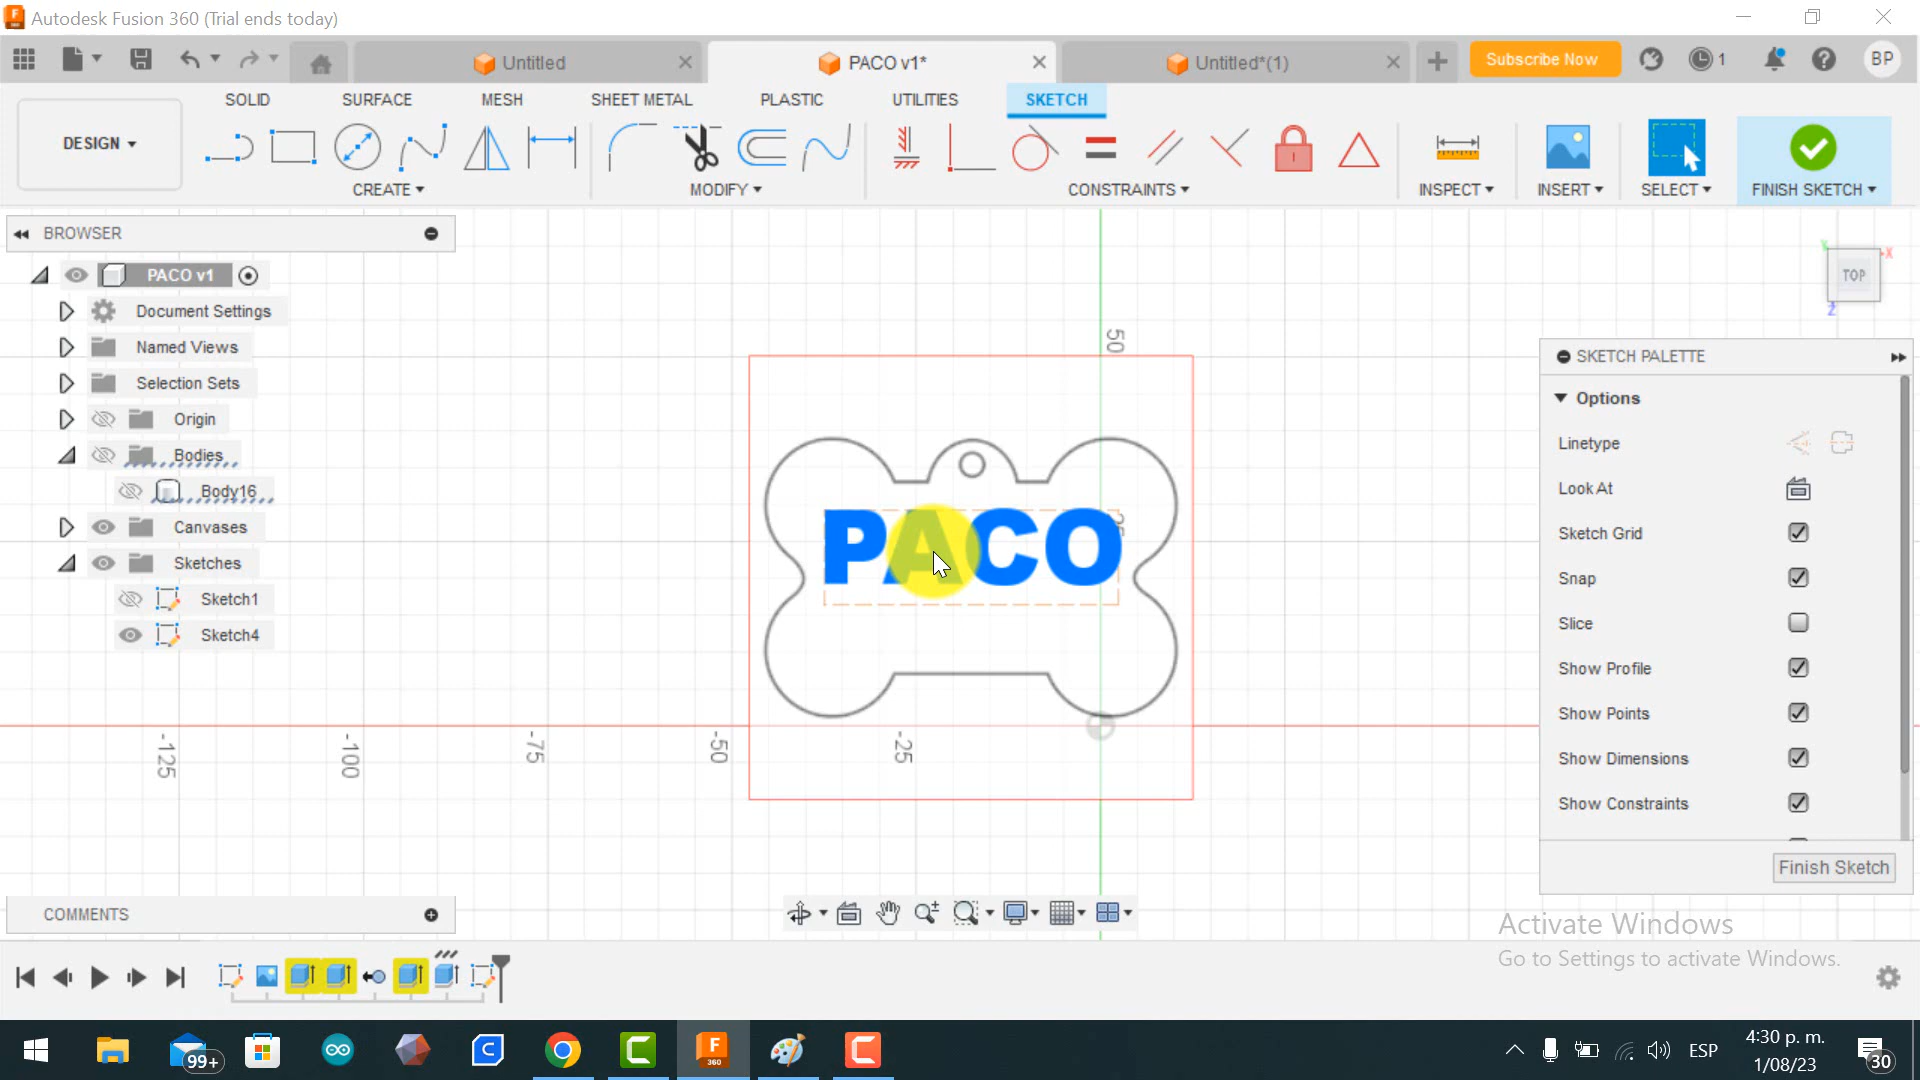 Autodesk Fusion 360 (Trial ends today)
Untitled
PACO v1*
Untitled*(1)
Subscribe Now
1
BP
SOLID
SURFACE
MESH
SHEET METAL
PLASTIC
UTILITIES
SKETCH
DESIGN
CREATE
MODIFY
CONSTRAINTS
INSPECT
INSERT
SELECT
FINISH SKETCH
BROWSER
PACO v1
Document Settings
Named Views
Selection Sets
Origin
Bodies
Body16
Canvases
Sketches
Sketch1
Sketch4
TOP
X
Y
Z
50
PACO
-125
-100
-75
-50
-25
SKETCH PALETTE
Options
Linetype
Look At
Sketch Grid
Snap
Slice
Show Profile
Show Points
Show Dimensions
Show Constraints
Finish Sketch
COMMENTS
Activate Windows
Go to Settings to activate Windows.
99+
F
360
ESP
4:30 p. m.
1/08/23
30